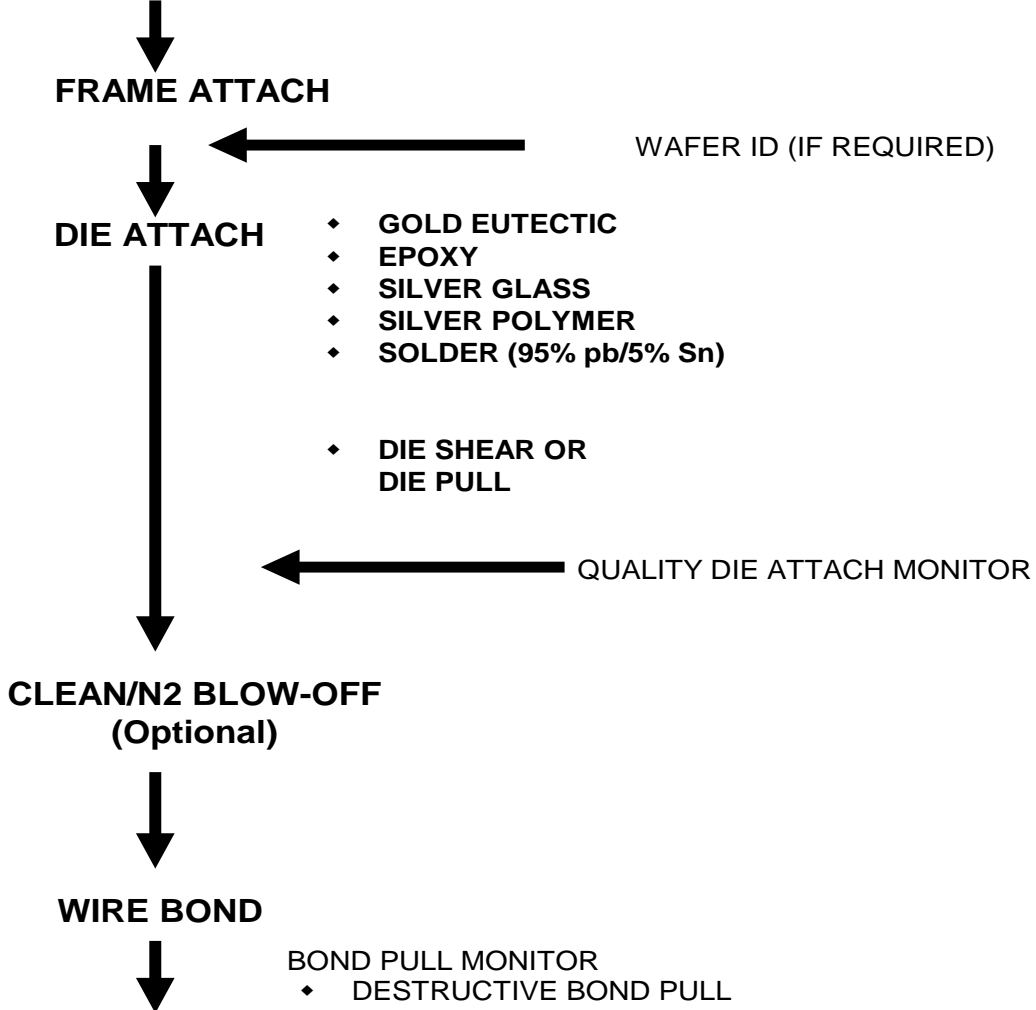 FRAME ATTACH
WAFER ID (IF REQUIRED)
DIE ATTACH
◆ GOLD EUTECTIC
◆ EPOXY
◆ SILVER GLASS
◆ SILVER POLYMER
◆ SOLDER (95% pb/5% Sn)
◆ DIE SHEAR OR
DIE PULL
QUALITY DIE ATTACH MONITOR
CLEAN/N2 BLOW-OFF
(Optional)
WIRE BOND
BOND PULL MONITOR
◆ DESTRUCTIVE BOND PULL